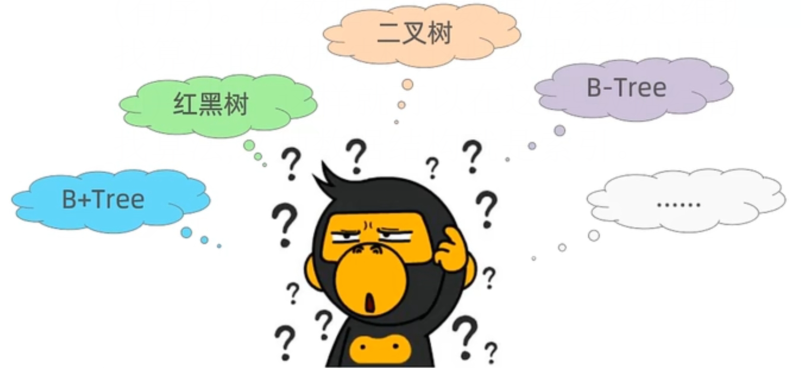 二叉树
B-Tree
红黑树
B+Tree
......
? ? ? ? ? ? ? ? ? ? ? ?